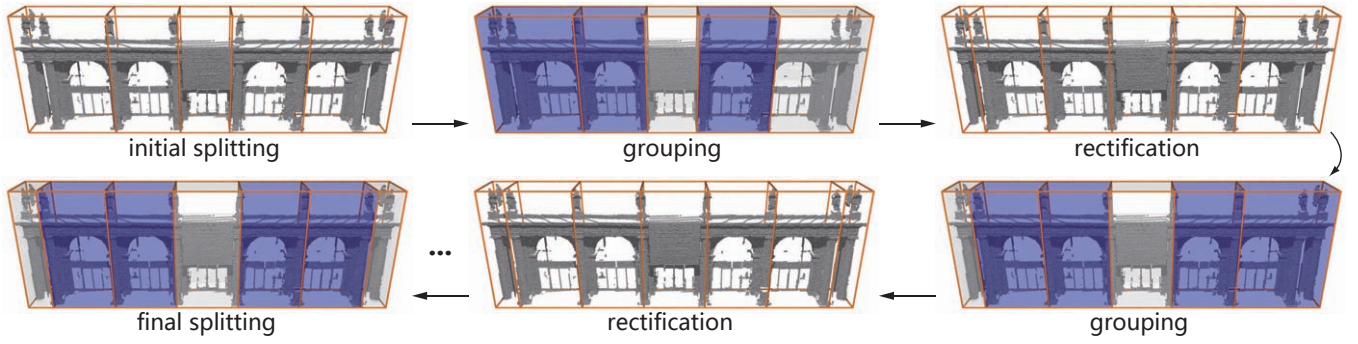 initial splitting
grouping
rectification
final splitting
...
rectification
grouping